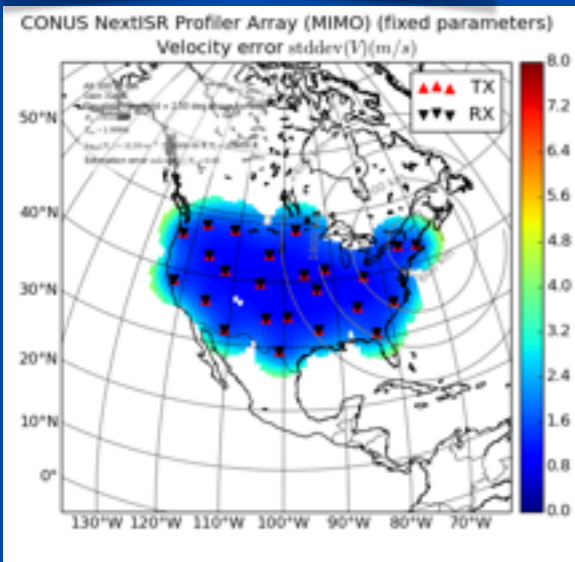 CONUS NextISR Profiler Array (MIMO) (fixed parameters)
Velocity error stddev(V)(m/s)
TX
RX
50°N
40°N
30°N
20°N
10°N
0°
130°W 120°W 110°W 100°W 90°W 80°W 70°W
8.0
7.2
6.4
5.6
4.8
4.0
3.2
2.4
1.6
0.8
0.0